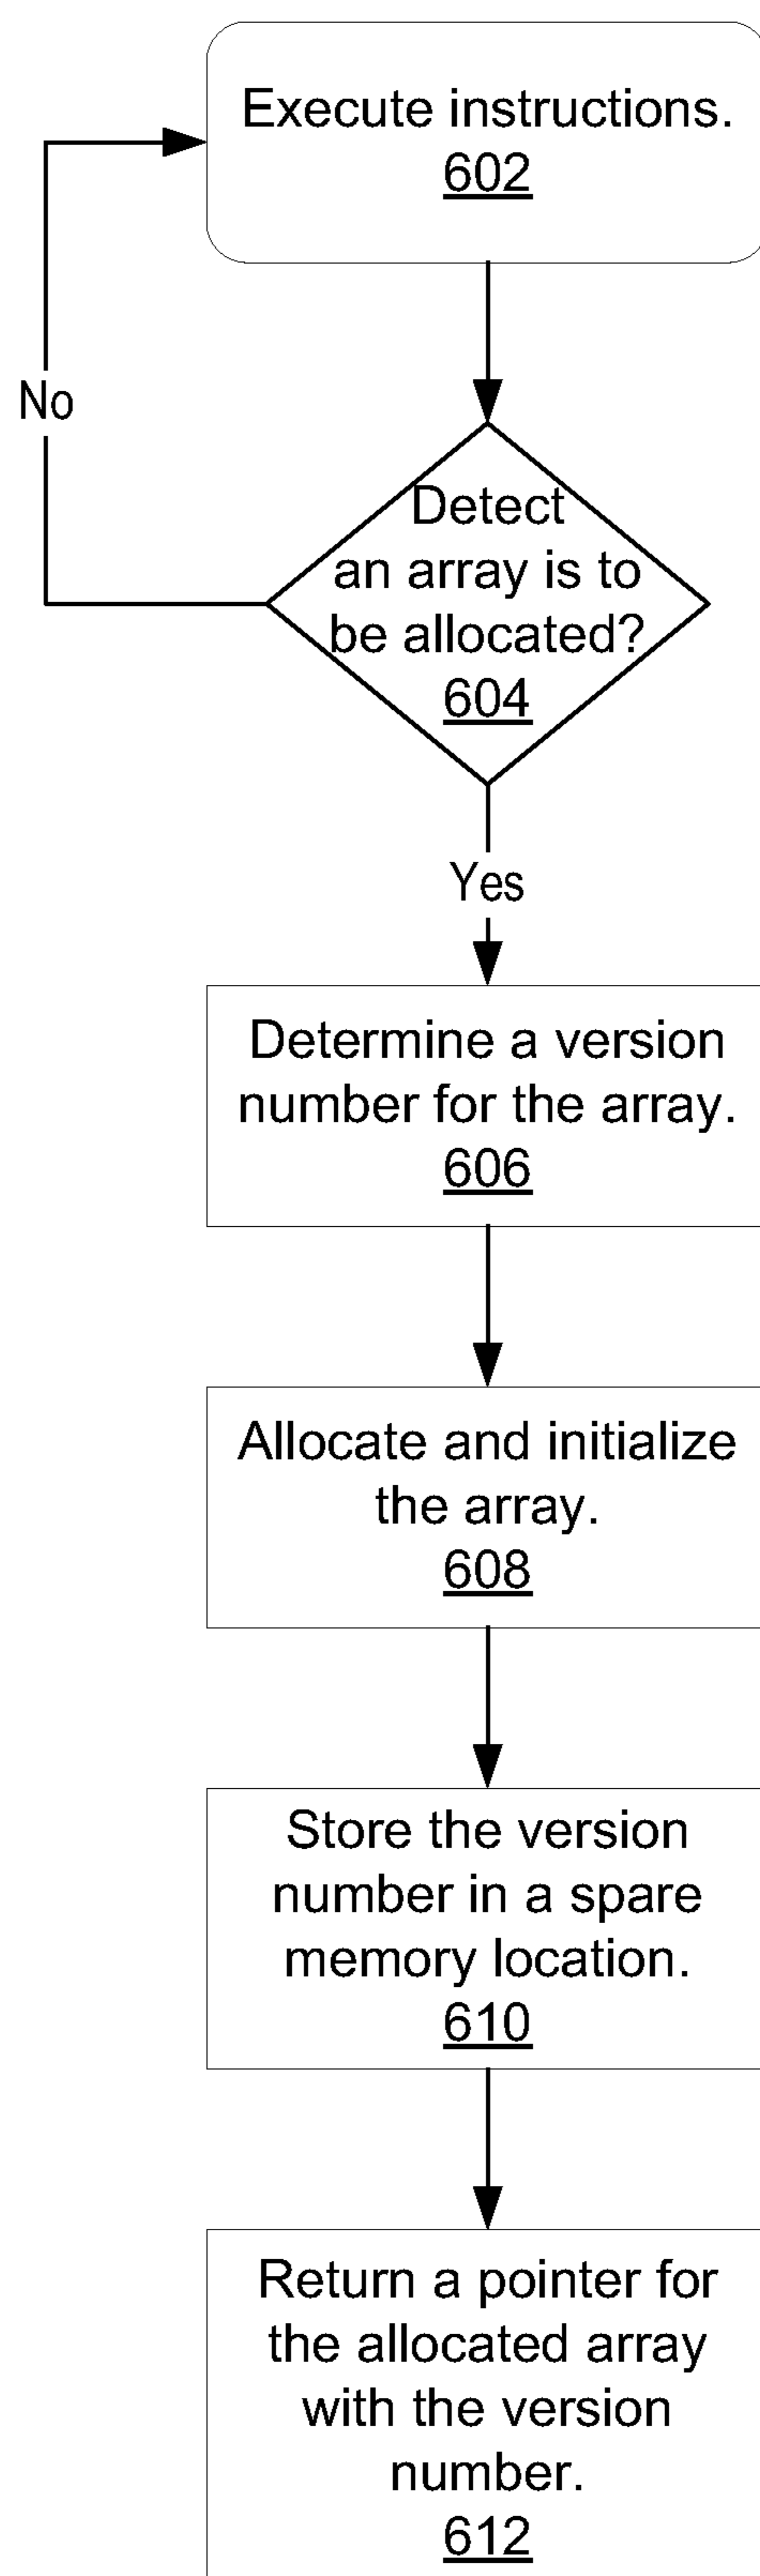 Execute instructions.
602
No
Detect
an array is to
be allocated?
604
Yes
Determine a version
number for the array.
606
Allocate and initialize
the array.
608
Store the version
number in a spare
memory location.
610
Return a pointer for
the allocated array
with the version
number.
612